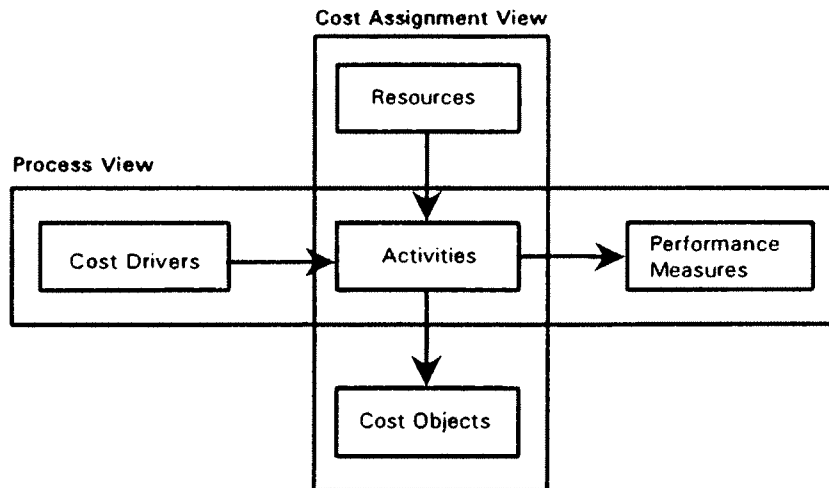 Cost Assignment View
Resources
Process View
Cost Drivers
Activities
Performance
Measures
Cost Objects